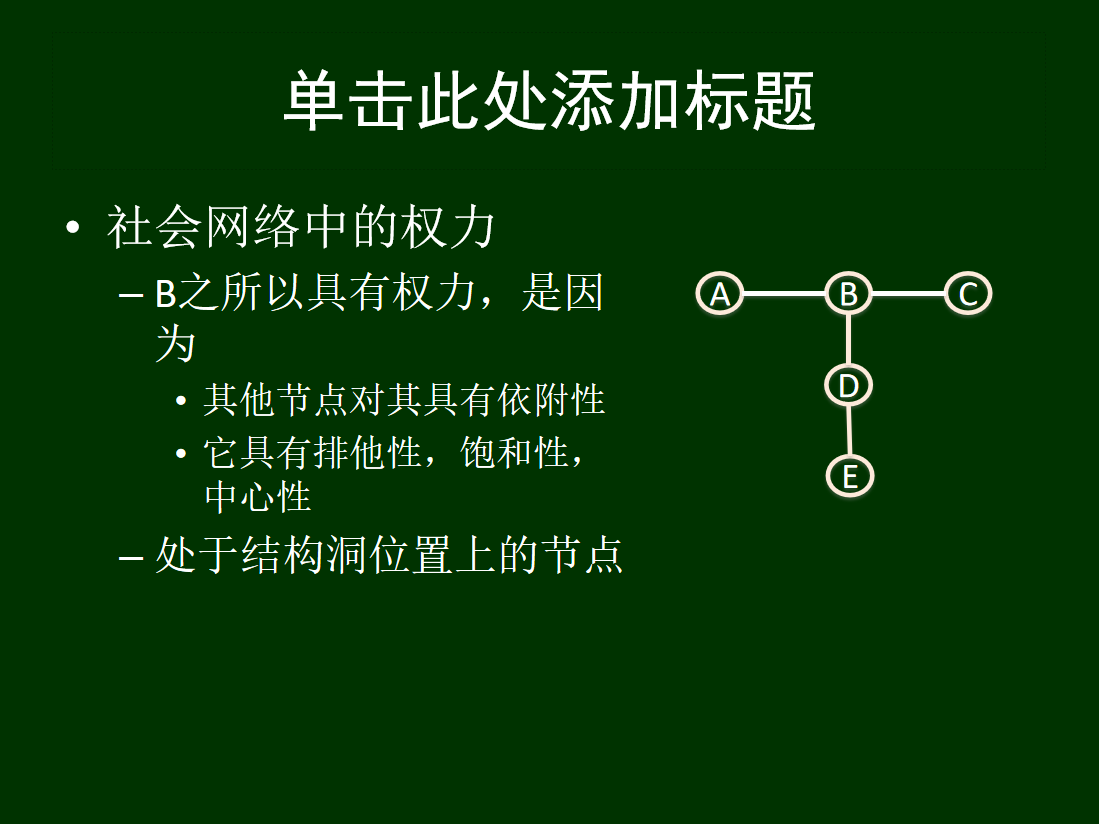 单击此处添加标题
• 社会网络中的权力
– B之所以具有权力，是因
为
• 其他节点对其具有依附性
• 它具有排他性，饱和性，
中心性
– 处于结构洞位置上的节点
A B C
D
E